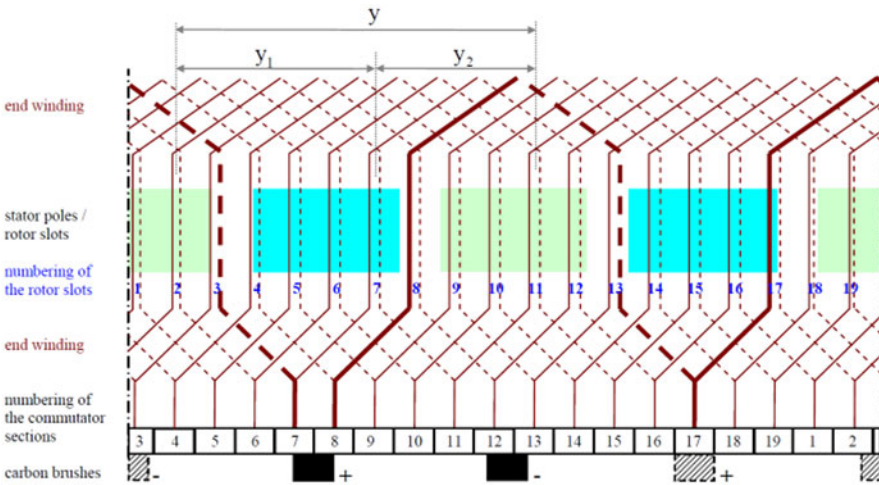 y
y1 y2
end winding
stator poles /
rotor slots
numbering of
the rotor slots
1 2 3 4 5 6 7 8 9 10 11 12 13 14 15 16 17 18 19
end winding
numbering of
the commutator
sections
3 4 5 6 7 8 9 10 11 12 13 14 15 16 17 18 19 1 2
carbon brushes
- + - +